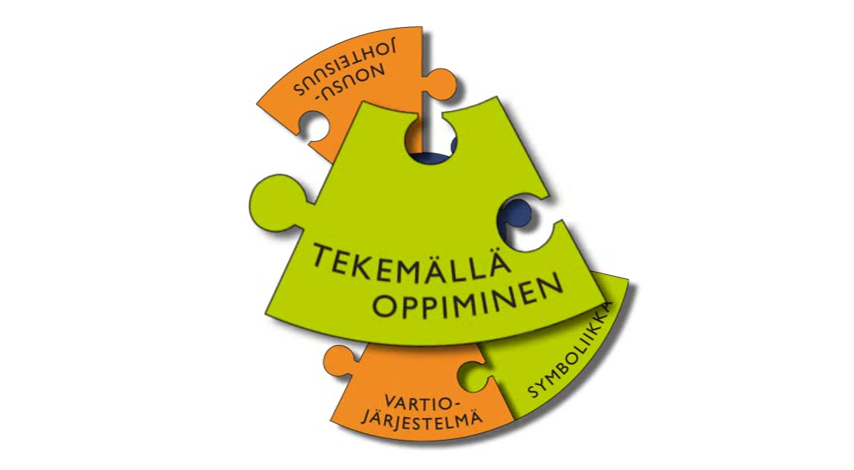 NOUSU-
JOHTEISUUS
TEKEMÄLLÄ
OPPIMINEN
SYMBOLIIKKA
VARTIO-
JÄRJESTELMÄ